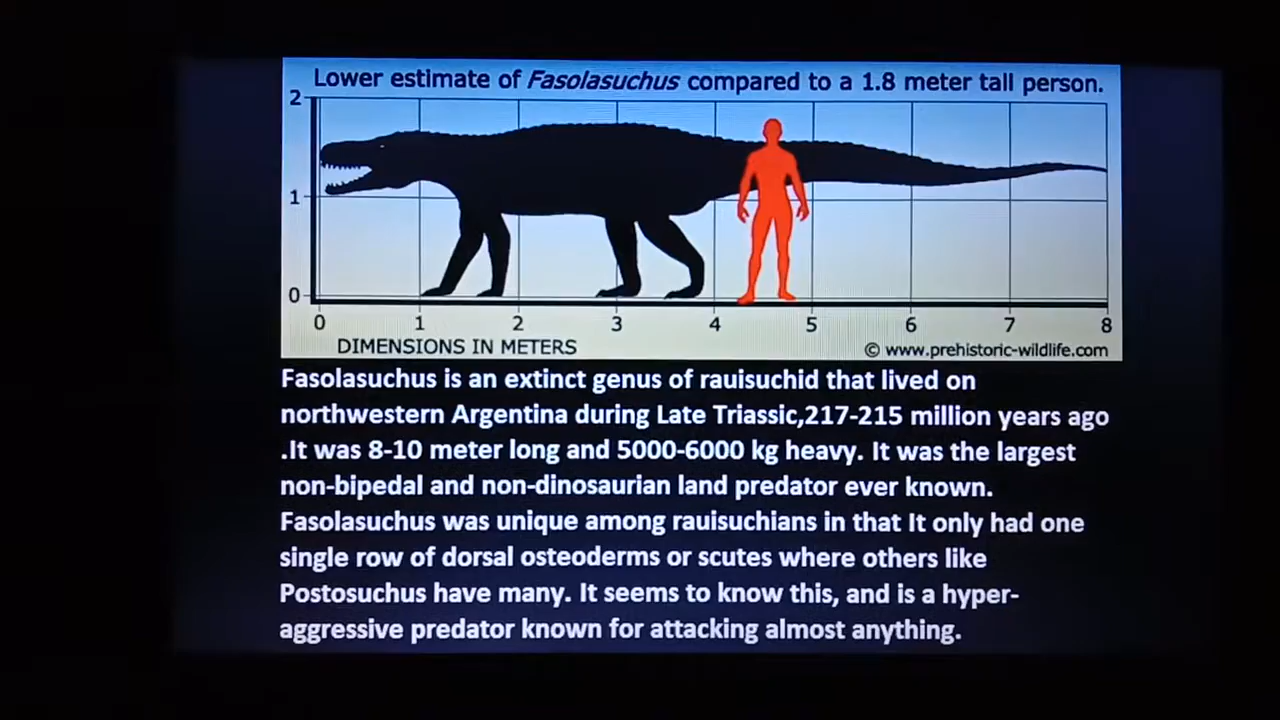 Lower estimate of Fasolasuchus compared to a 1.8 meter tall person.
2
1
0
0 1 2 3 4 5 6 7 8
DIMENSIONS IN METERS
© www.prehistoric-wildlife.com
Fasolasuchus is an extinct genus of rauisuchid that lived on
northwestern Argentina during Late Triassic,217-215 million years ago
.It was 8-10 meter long and 5000-6000 kg heavy. It was the largest
non-bipedal and non-dinosaurian land predator ever known.
Fasolasuchus was unique among rauisuchians in that It only had one
single row of dorsal osteoderms or scutes where others like
Postosuchus have many. It seems to know this, and is a hyper-
aggressive predator known for attacking almost anything.